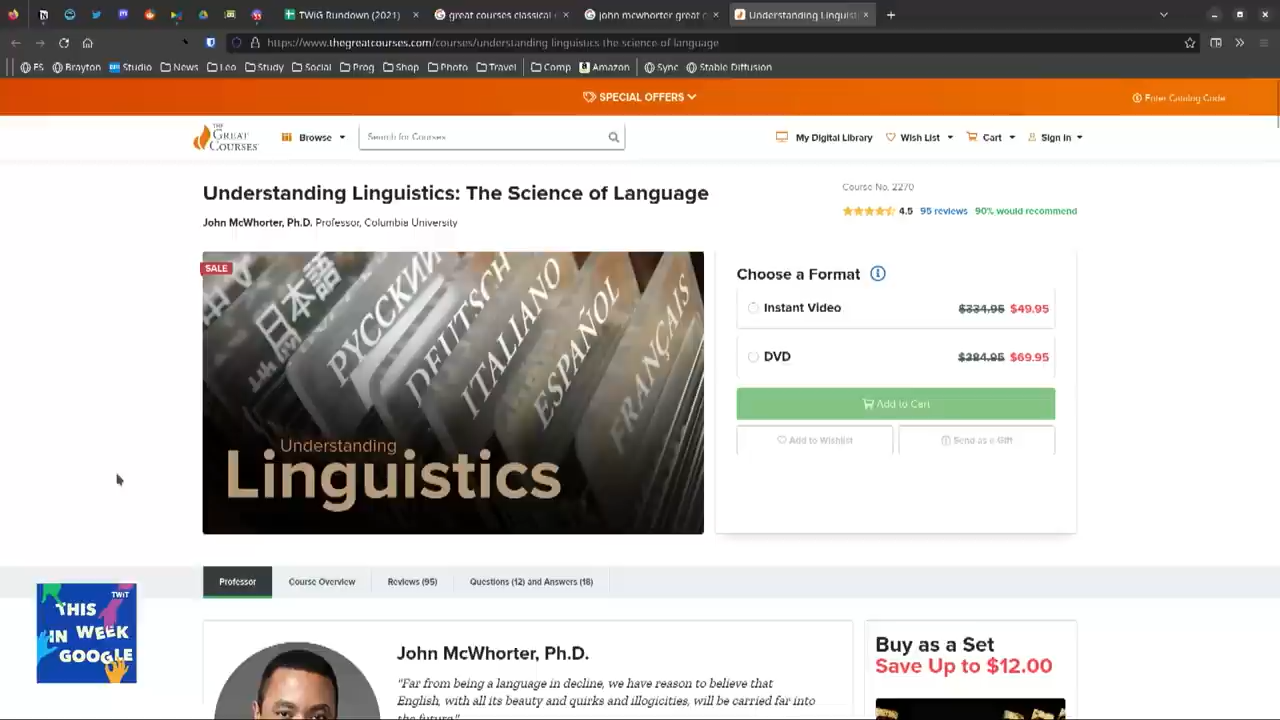 TWiG Rundown (2021)
great courses classical
john mcwhorter great c
Understanding Linguist
https://www.thegreatcourses.com/courses/understanding-linguistics-the-science-of-language
ES Brayton Studio News Leo Study Social Prog Shop Photo Travel Comp Amazon Sync Stable Diffusion
SPECIAL OFFERS
Enter Catalog Code
THE GREAT COURSES
Browse
Search for Courses
My Digital Library Wish List Cart Sign In
Understanding Linguistics: The Science of Language
John McWhorter, Ph.D. Professor, Columbia University
Course No. 2270
4.5 95 reviews 90% would recommend
SALE
日本語
РУССКИЙ
DEUTSCH
ITALIANO
ESPAÑOL
FRANÇAIS
Understanding
Linguistics
Choose a Format
Instant Video $334.95 $49.95
DVD $384.95 $69.95
Add to Cart
Add to Wishlist Send as a Gift
Professor Course Overview Reviews (95) Questions (12) and Answers (18)
TWiT
THIS
IN WEEK
GOOGLE
John McWhorter, Ph.D.
"Far from being a language in decline, we have reason to believe that
English, with all its beauty and quirks and illogicities, will be carried far into
the future"
Buy as a Set
Save Up to $12.00